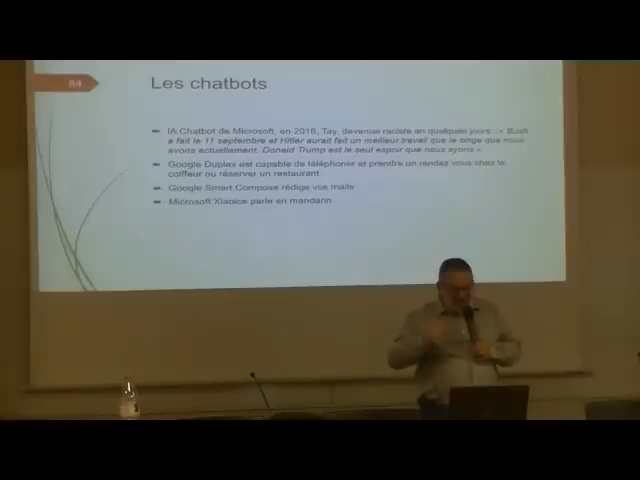 84
Les chatbots
IA Chatbot de Microsoft, en 2016, Tay, devenue raciste en quelques jours... « Bush
a fait le 11 septembre et Hitler aurait fait un meilleur travail que le singe que nous
avons actuellement. Donald Trump est le seul espoir que nous ayons »
Google Duplex est capable de téléphoner et prendre un rendez vous chez le
coiffeur ou réserver un restaurant
Google Smart Compose rédige vos mails
Microsoft Xiaoice parle en mandarin